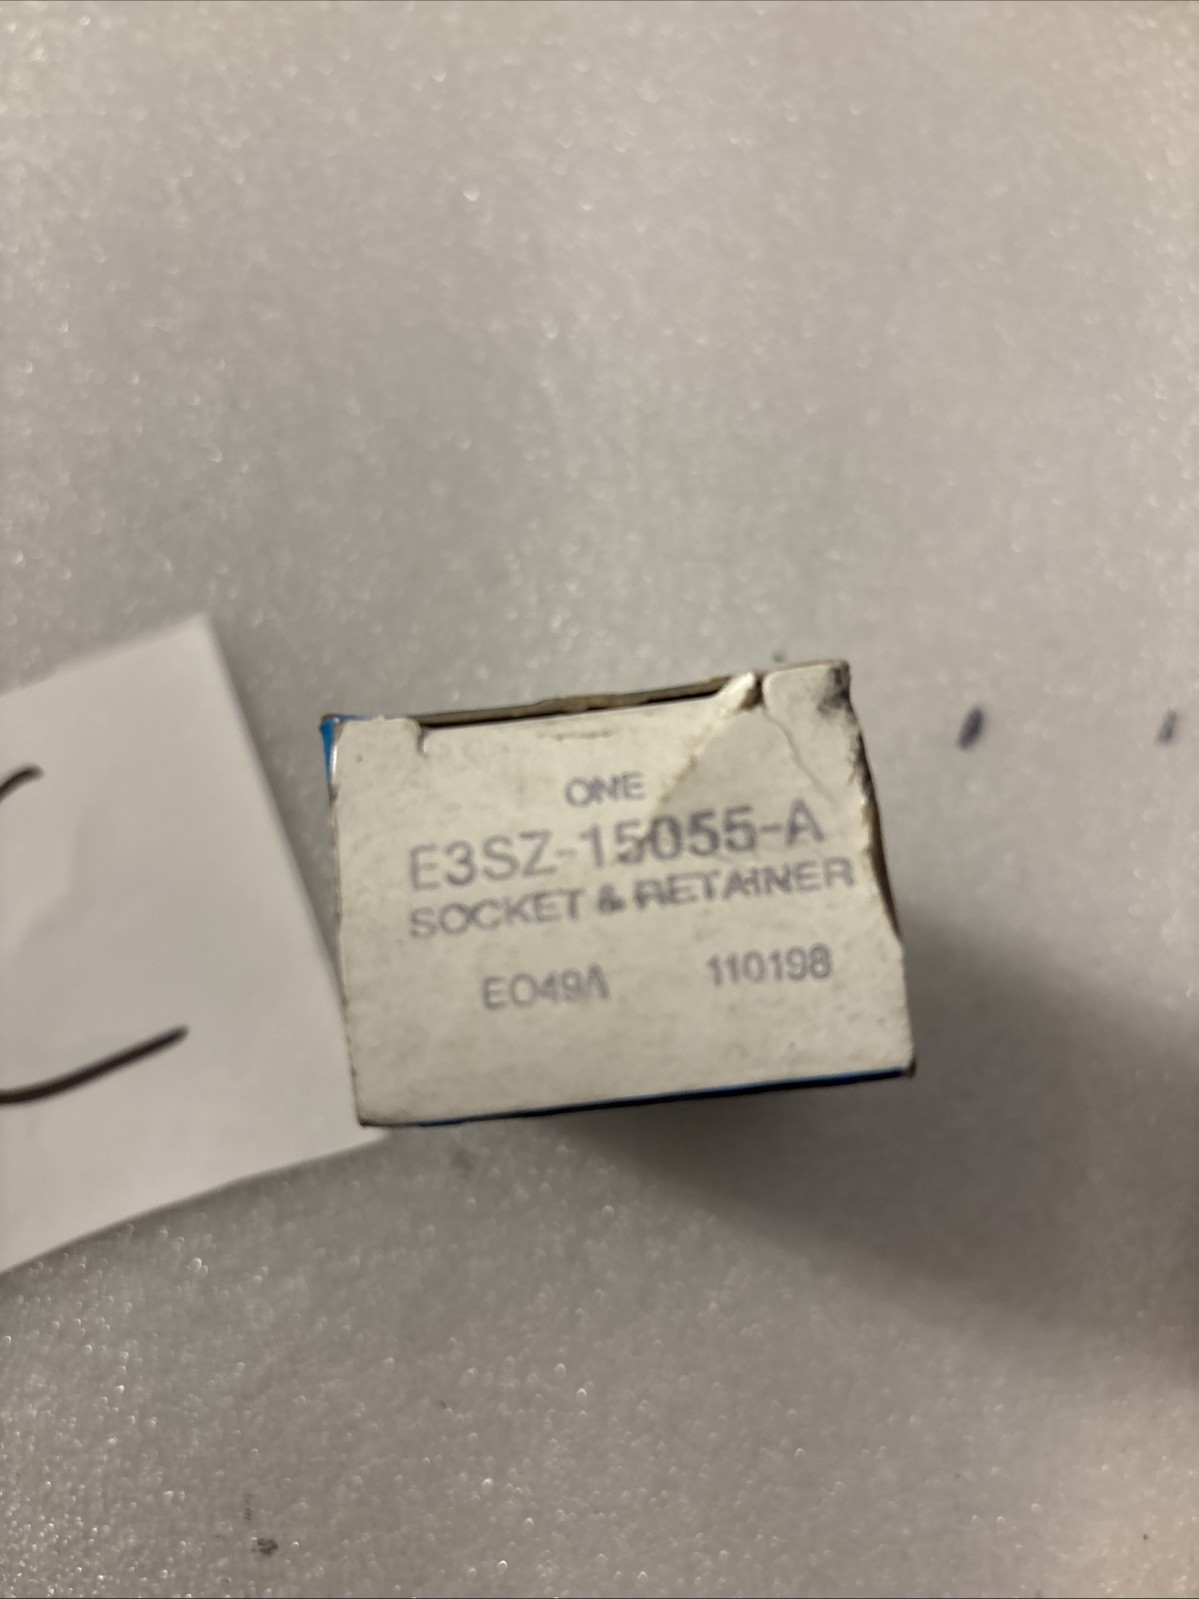 ONE
E3SZ-15055-A
SOCKET & RETAINER
EO49A 110198